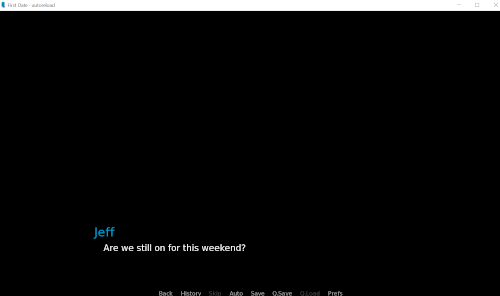 First Date - autoreload
Jeff
Are we still on for this weekend?
Back History Skip Auto Save Q.Save Q.Load Prefs